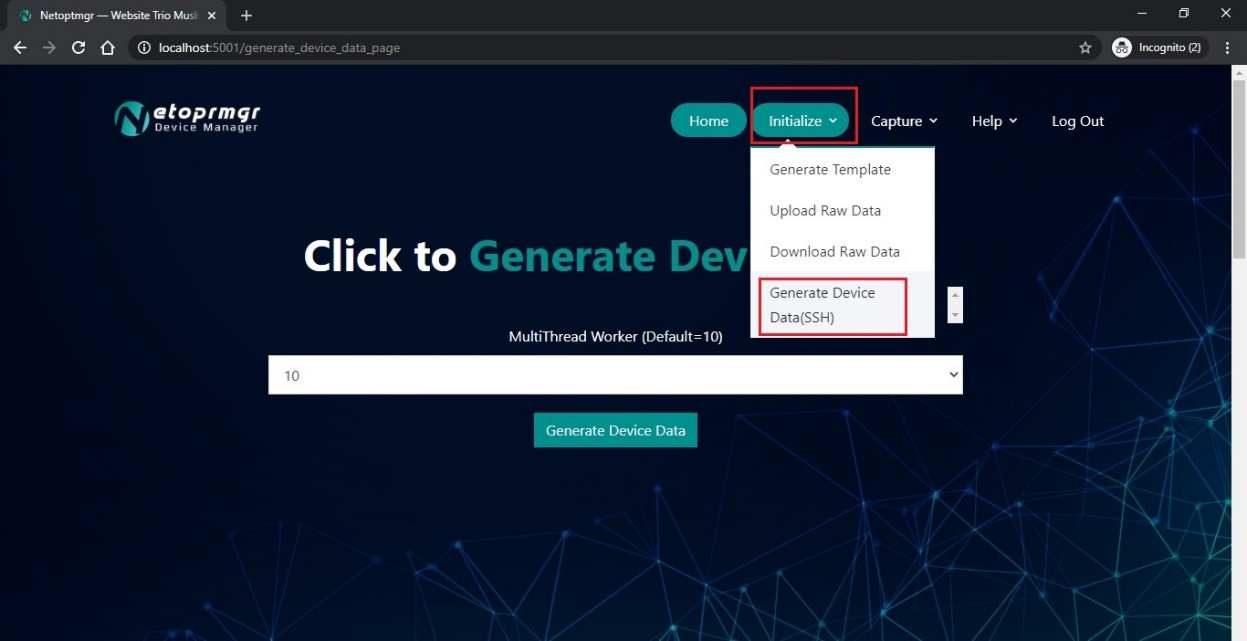 Netoptmgr — Website Trio Mus
localhost:5001/generate_device_data_page
Incognito (2)
Netoprmgr
Device Manager
Home
Initialize
Capture
Help
Log Out
Generate Template
Upload Raw Data
Download Raw Data
Generate Device
Data(SSH)
Click to Generate Dev
MultiThread Worker (Default=10)
10
Generate Device Data